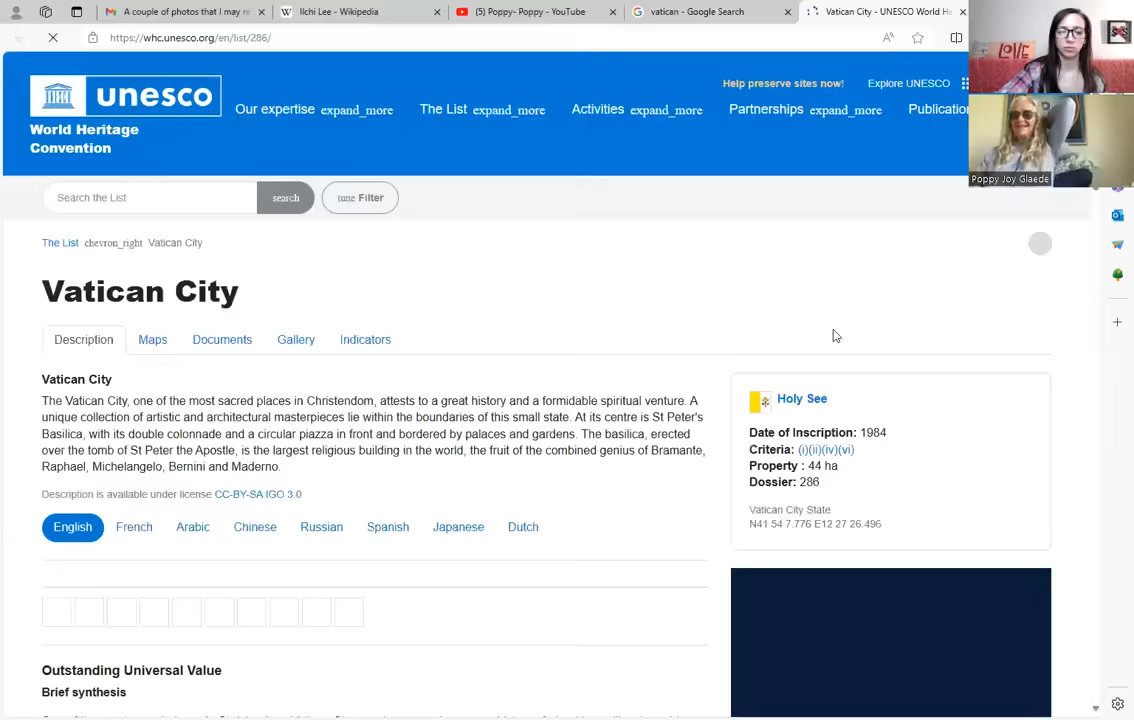 A couple of photos that I may
Ilchi Lee - Wikipedia
(5) Poppy- Poppy - YouTube
vatican - Google Search
Vatican City - UNESCO World He
https://whc.unesco.org/en/list/286/
unesco
World Heritage
Convention
Help preserve sites now!
Explore UNESCO
Our expertise expand_more
The List expand_more
Activities expand_more
Partnerships expand_more
Publication
LOVE
Poppy Joy Glaede
Search the List
search
tune Filter
The List chevron_right Vatican City
Vatican City
Description
Maps
Documents
Gallery
Indicators
Vatican City
The Vatican City, one of the most sacred places in Christendom, attests to a great history and a formidable spiritual venture. A
unique collection of artistic and architectural masterpieces lie within the boundaries of this small state. At its centre is St Peter's
Basilica, with its double colonnade and a circular piazza in front and bordered by palaces and gardens. The basilica, erected
over the tomb of St Peter the Apostle, is the largest religious building in the world, the fruit of the combined genius of Bramante,
Raphael, Michelangelo, Bernini and Maderno.
Description is available under license CC-BY-SA IGO 3.0
English
French
Arabic
Chinese
Russian
Spanish
Japanese
Dutch
Holy See
Date of Inscription: 1984
Criteria: (i)(ii)(iv)(vi)
Property : 44 ha
Dossier: 286
Vatican City State
N41 54 7.776 E12 27 26.496
Outstanding Universal Value
Brief synthesis